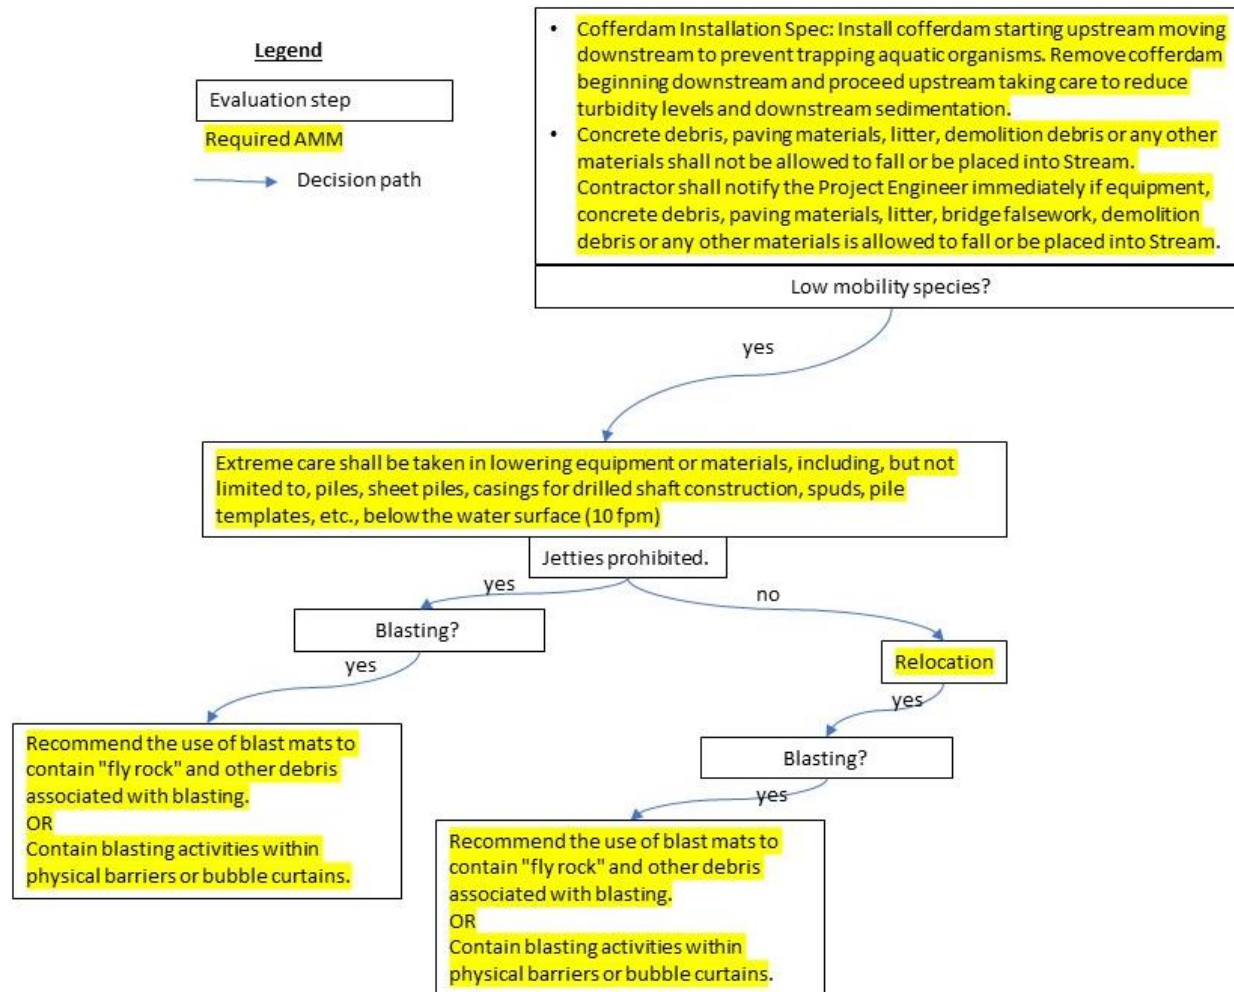 Legend
Evaluation step
Required AMM
Decision path
• Cofferdam Installation Spec: Install cofferdam starting upstream moving
downstream to prevent trapping aquatic organisms. Remove cofferdam
beginning downstream and proceed upstream taking care to reduce
turbidity levels and downstream sedimentation.
• Concrete debris, paving materials, litter, demolition debris or any other
materials shall not be allowed to fall or be placed into Stream.
Contractor shall notify the Project Engineer immediately if equipment,
concrete debris, paving materials, litter, bridge falsework, demolition
debris or any other materials is allowed to fall or be placed into Stream.
Low mobility species?
yes
Extreme care shall be taken in lowering equipment or materials, including, but not
limited to, piles, sheet piles, casings for drilled shaft construction, spuds, pile
templates, etc., below the water surface (10 fpm)
Jetties prohibited.
yes
no
Blasting?
yes
Relocation
yes
Recommend the use of blast mats to
contain "fly rock" and other debris
associated with blasting.
OR
Contain blasting activities within
physical barriers or bubble curtains.
Blasting?
yes
Recommend the use of blast mats to
contain "fly rock" and other debris
associated with blasting.
OR
Contain blasting activities within
physical barriers or bubble curtains.